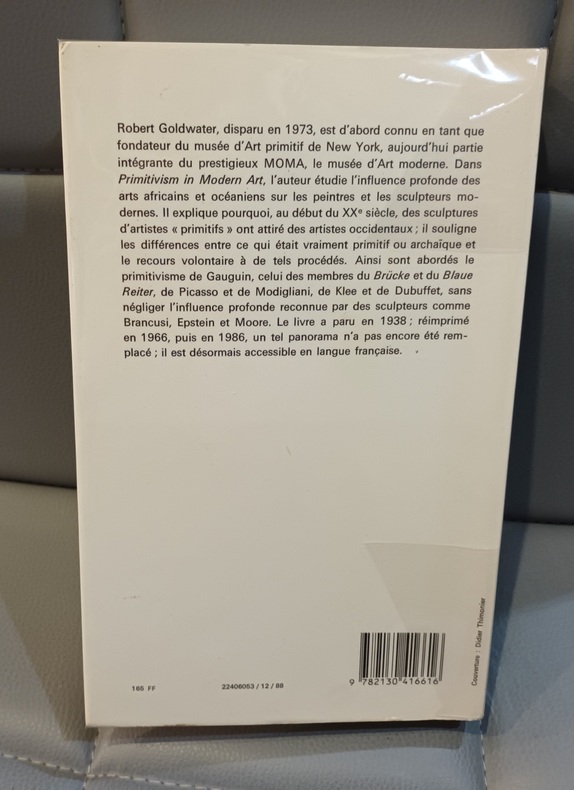 Robert Goldwater, disparu en 1973, est d'abord connu en tant que
fondateur du musée d'Art primitif de New York, aujourd'hui partie
intégrante du prestigieux MOMA, le musée d'Art moderne. Dans
Primitivism in Modern Art, l'auteur étudie l'influence profonde des
arts africains et océaniens sur les peintres et les sculpteurs mo-
dernes. Il explique pourquoi, au début du XXe siècle, des sculptures
d'artistes « primitifs » ont attiré des artistes occidentaux ; il souligne
les différences entre ce qui était vraiment primitif ou archaïque et
le recours volontaire à de tels procédés. Ainsi sont abordés le
primitivisme de Gauguin, celui des membres du Brücke et du Blaue
Reiter, de Picasso et de Modigliani, de Klee et de Dubuffet, sans
négliger l'influence profonde reconnue par des sculpteurs comme
Brancusi, Epstein et Moore. Le livre a paru en 1938 ; réimprimé
en 1966, puis en 1986, un tel panorama n'a pas encore été rem-
placé ; il est désormais accessible en langue française.
Couverture : Didier Thimonier
9 782130 416616
165 FF
22406063 / 12 / 88